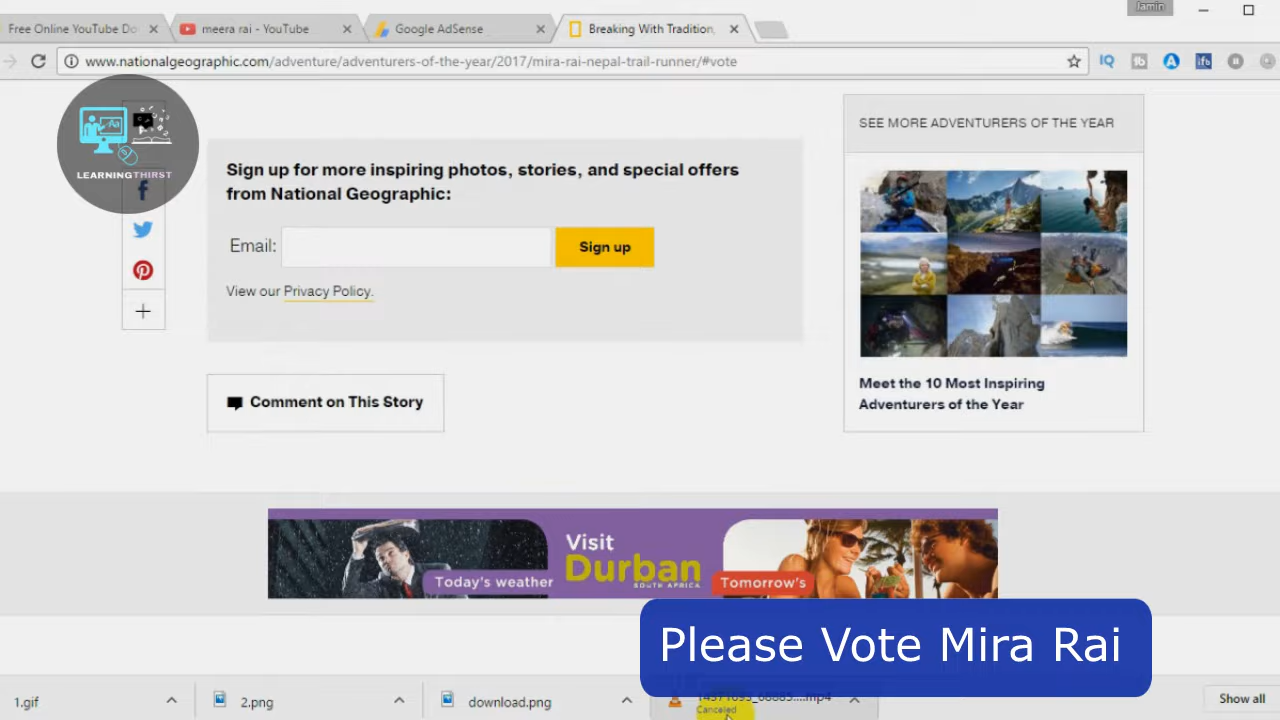 lamin
Free Online YouTube Do
meera rai - YouTube
Google AdSense
Breaking With Tradition,
www.nationalgeographic.com/adventure/adventurers-of-the-year/2017/mira-rai-nepal-trail-runner/#vote
LEARNINGTHIRST
Sign up for more inspiring photos, stories, and special offers
from National Geographic:
Email:
Sign up
View our Privacy Policy.
Comment on This Story
SEE MORE ADVENTURERS OF THE YEAR
Meet the 10 Most Inspiring
Adventurers of the Year
Visit
Durban
SOUTH AFRICA
Today's weather
Tomorrow's
Please Vote Mira Rai
1.gif
2.png
download.png
Canceled
Show all